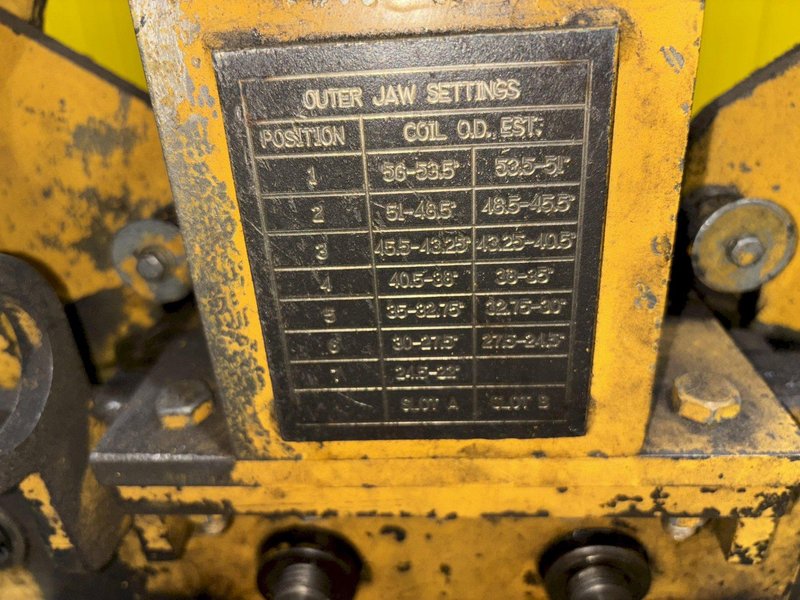 OUTER JAW SETTINGS
POSITION COIL O.D. EST.
1 56-53.5" 53.5-51"
2 51-48.5" 48.5-45.5"
3 45.5-43.25" 43.25-40.5"
4 40.5-38" 38-35"
5 35-32.75" 32.75-30"
6 30-27.5" 27.5-24.5"
7 24.5-22"
SLOT A SLOT B